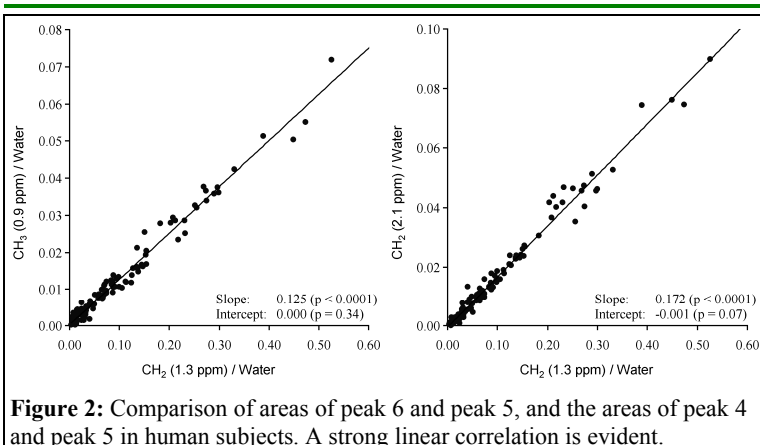 0.08
0.07
0.06
0.05
0.04
0.03
0.02
0.01
0.00
CH3 (0.9 ppm) / Water
Slope: 0.125 (p < 0.0001)
Intercept: 0.000 (p = 0.34)
0.00 0.10 0.20 0.30 0.40 0.50 0.60
CH2 (1.3 ppm) / Water
0.10
0.08
0.06
0.04
0.02
0.00
CH2 (2.1 ppm) / Water
Slope: 0.172 (p < 0.0001)
Intercept: -0.001 (p = 0.07)
0.00 0.10 0.20 0.30 0.40 0.50 0.60
CH2 (1.3 ppm) / Water
Figure 2: Comparison of areas of peak 6 and peak 5, and the areas of peak 4
and peak 5 in human subjects. A strong linear correlation is evident.